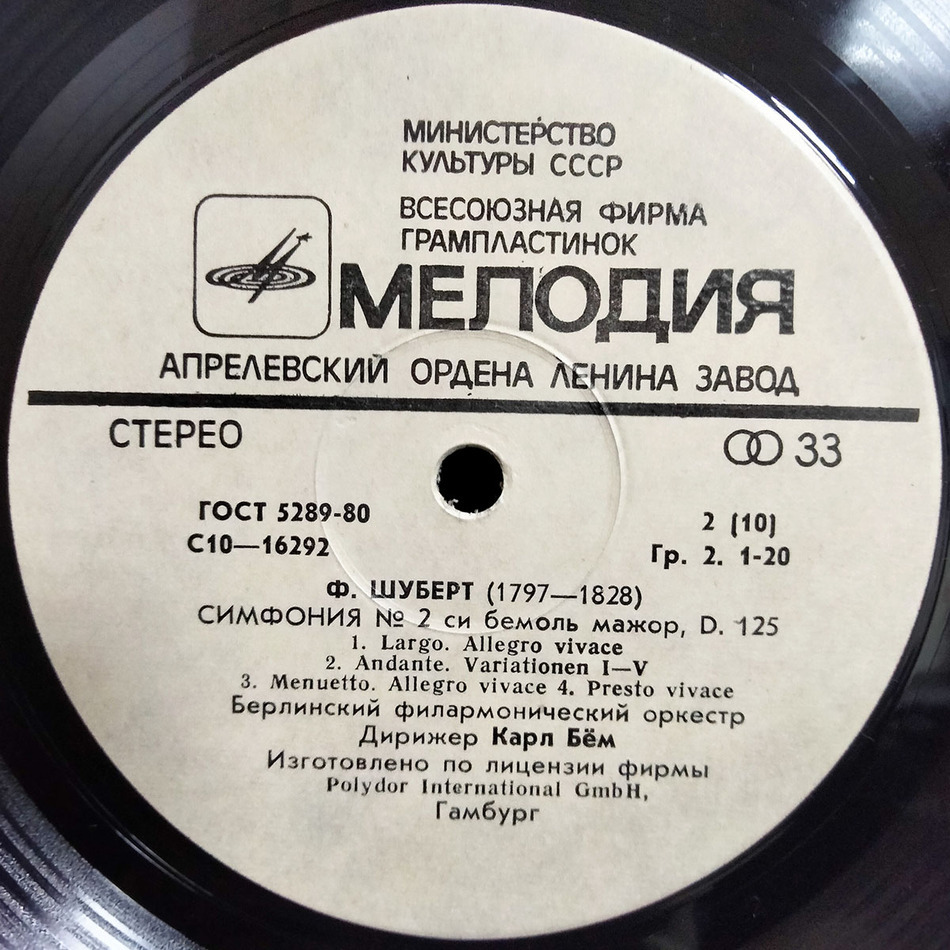 МИНИСТЕРСТВО
КУЛЬТУРЫ СССР
ВСЕСОЮЗНАЯ ФИРМА
ГРАМПЛАСТИНОК
МЕЛОДИЯ
АПРЕЛЕВСКИЙ ОРДЕНА ЛЕНИНА ЗАВОД
СТЕРЕО 33
ГОСТ 5289-80 2 (10)
С10—16292 Гр. 2. 1-20
Ф. ШУБЕРТ (1797—1828)
СИМФОНИЯ № 2 си бемоль мажор, D. 125
1. Largo. Allegro vivace
2. Andante. Variationen I—V
3. Menuetto. Allegro vivace 4. Presto vivace
Берлинский филармонический оркестр
Дирижер Карл Бём
Изготовлено по лицензии фирмы
Polydor International GmbH,
Гамбург